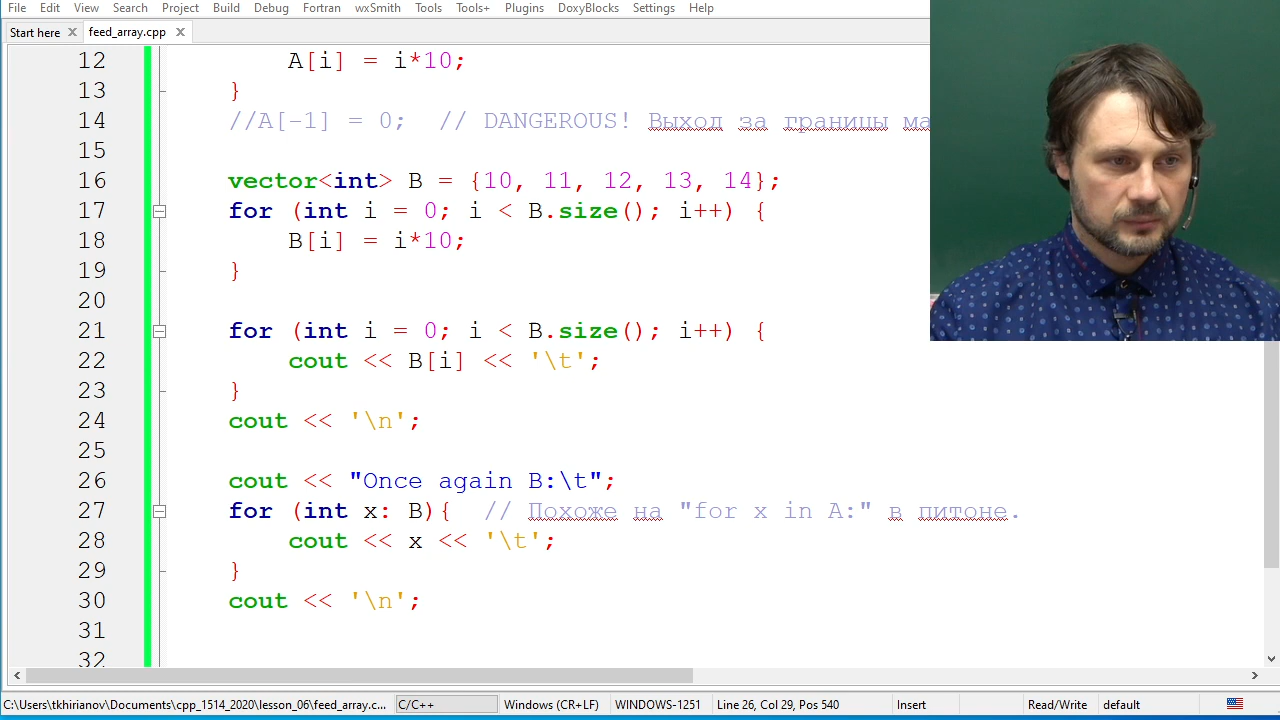 File Edit View Search Project Build Debug Fortran wxSmith Tools Tools+ Plugins DoxyBlocks Settings Help
Start here feed_array.cpp
12 A[i] = i*10;
13 }
14 //A[-1] = 0; // DANGEROUS! Выход за границы ма
15
16 vector<int> B = {10, 11, 12, 13, 14};
17 for (int i = 0; i < B.size(); i++) {
18 B[i] = i*10;
19 }
20
21 for (int i = 0; i < B.size(); i++) {
22 cout << B[i] << '\t';
23 }
24 cout << '\n';
25
26 cout << "Once again B:\t";
27 for (int x: B){ // Похоже на "for x in A:" в питоне.
28 cout << x << '\t';
29 }
30 cout << '\n';
31
32
C:\Users\tkhirianov\Documents\cpp_1514_2020\lesson_06\feed_array.c... C/C++ Windows (CR+LF) WINDOWS-1251 Line 26, Col 29, Pos 540 Insert Read/Write default